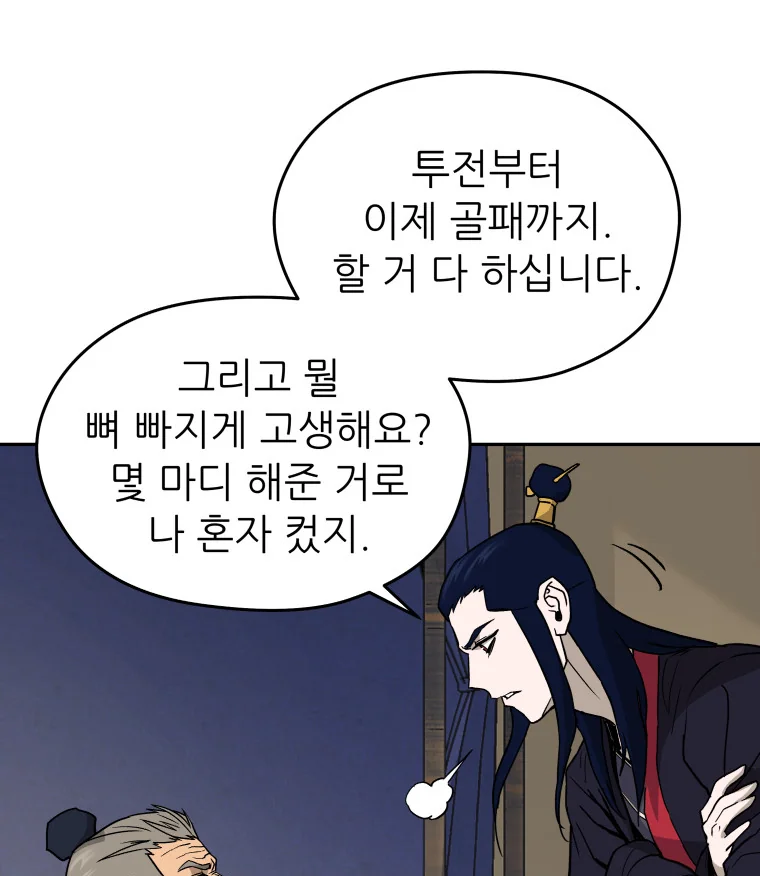 투전부터
이제 골패까지.
할 거 다 하십니다.
그리고 뭘
뼈 빠지게 고생해요?
몇 마디 해준 거로
나 혼자 컸지.